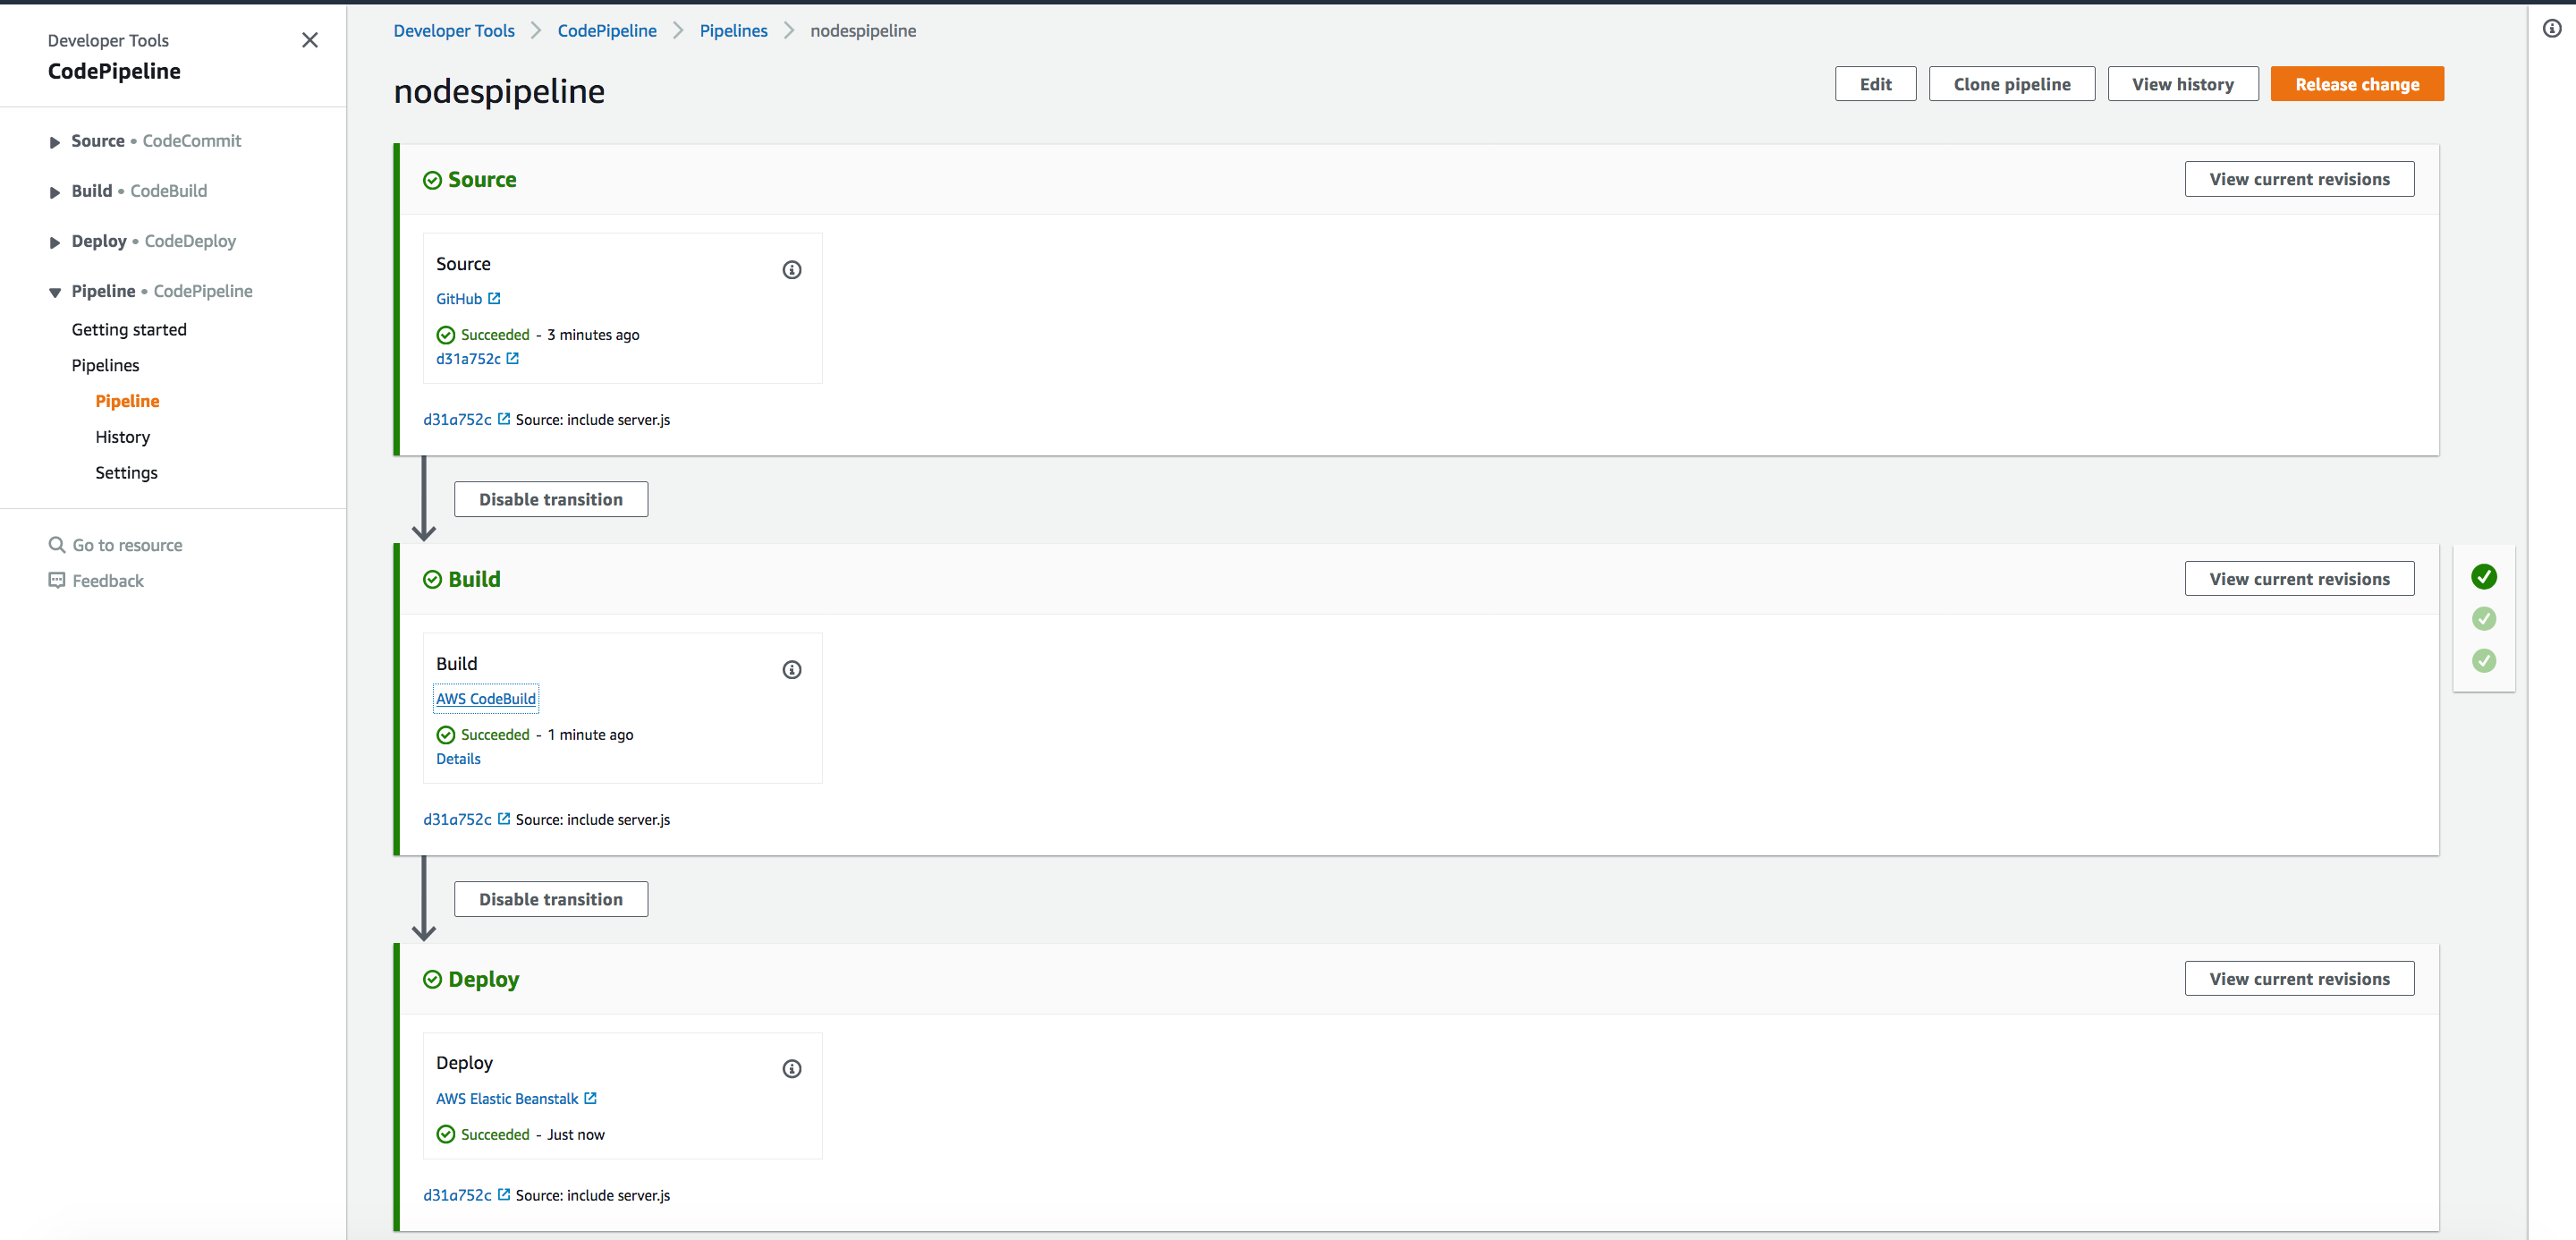 Developer Tools
CodePipeline
Source • CodeCommit
Build • CodeBuild
Deploy • CodeDeploy
Pipeline • CodePipeline
Getting started
Pipelines
Pipeline
History
Settings
Go to resource
Feedback
Developer Tools > CodePipeline > Pipelines > nodespipeline
nodespipeline
Edit
Clone pipeline
View history
Release change
Source
View current revisions
Source
GitHub
Succeeded - 3 minutes ago
d31a752c
d31a752c Source: include server.js
Disable transition
Build
View current revisions
Build
AWS CodeBuild
Succeeded - 1 minute ago
Details
d31a752c Source: include server.js
Disable transition
Deploy
View current revisions
Deploy
AWS Elastic Beanstalk
Succeeded - Just now
d31a752c Source: include server.js